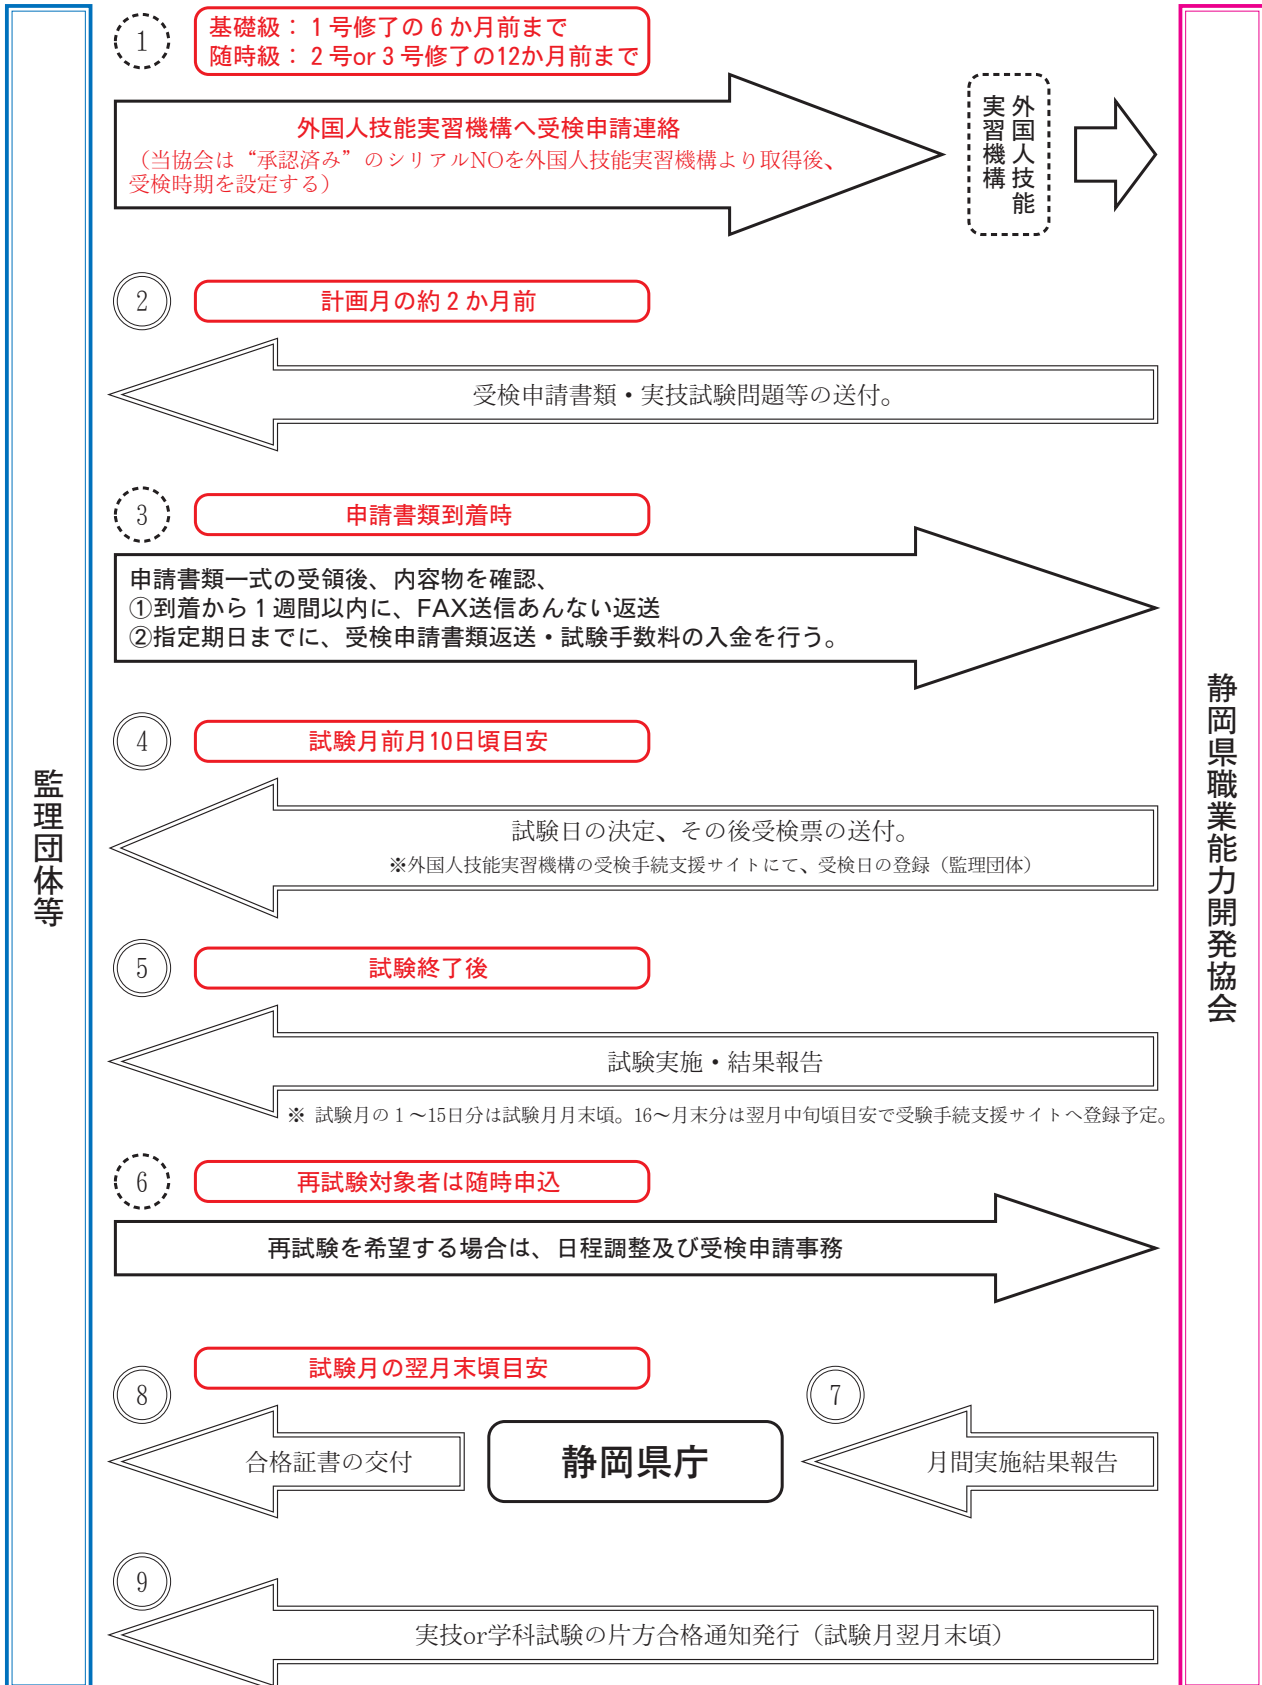 監理団体等
①
基礎級：１号修了の６か月前まで
随時級：２号or３号修了の12か月前まで
外国人技能実習機構へ受検申請連絡
（当協会は“承認済み”のシリアルNOを外国人技能実習機構より取得後、
受検時期を設定する）
外国人技能
実習機構
②
計画月の約２か月前
受検申請書類・実技試験問題等の送付。
③
申請書類到着時
申請書類一式の受領後、内容物を確認、
①到着から１週間以内に、FAX送信あんない返送
②指定期日までに、受検申請書類返送・試験手数料の入金を行う。
④
試験月前月10日頃目安
試験日の決定、その後受検票の送付。
※外国人技能実習機構の受検手続支援サイトにて、受検日の登録（監理団体）
⑤
試験終了後
試験実施・結果報告
※ 試験月の１～15日分は試験月月末頃。16～月末分は翌月中旬頃目安で受験手続支援サイトへ登録予定。
⑥
再試験対象者は随時申込
再試験を希望する場合は、日程調整及び受検申請事務
試験月の翌月末頃目安
⑧
合格証書の交付
静岡県庁
⑦
月間実施結果報告
⑨
実技or学科試験の片方合格通知発行（試験月翌月末頃）
静岡県職業能力開発協会